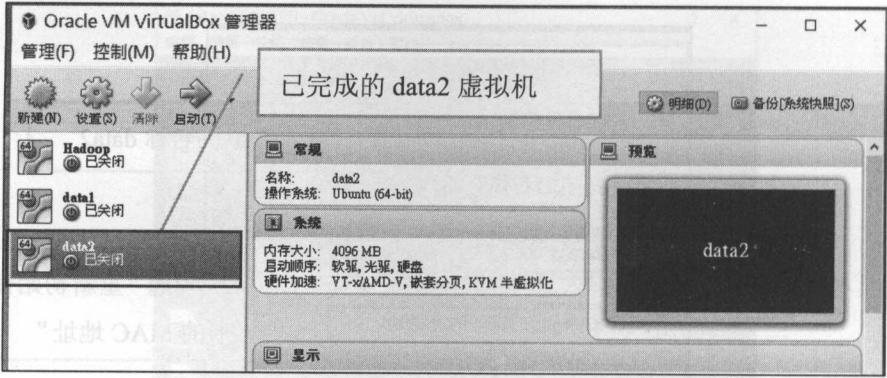 Oracle VM VirtualBox 管理器
管理(F) 控制(M) 帮助(H)
已完成的 data2 虚拟机
新建(N) 设置(S) 清除 启动(T)
明细(D) 备份[系统快照](S)
64 Hadoop
已关闭
64 data1
已关闭
64 data2
已关闭
常规
名称: data2
操作系统: Ubuntu (64-bit)
系统
内存大小: 4096 MB
启动顺序: 软驱, 光驱, 硬盘
硬件加速: VT-x/AMD-V, 嵌套分页, KVM 半虚拟化
显示
预览
data2